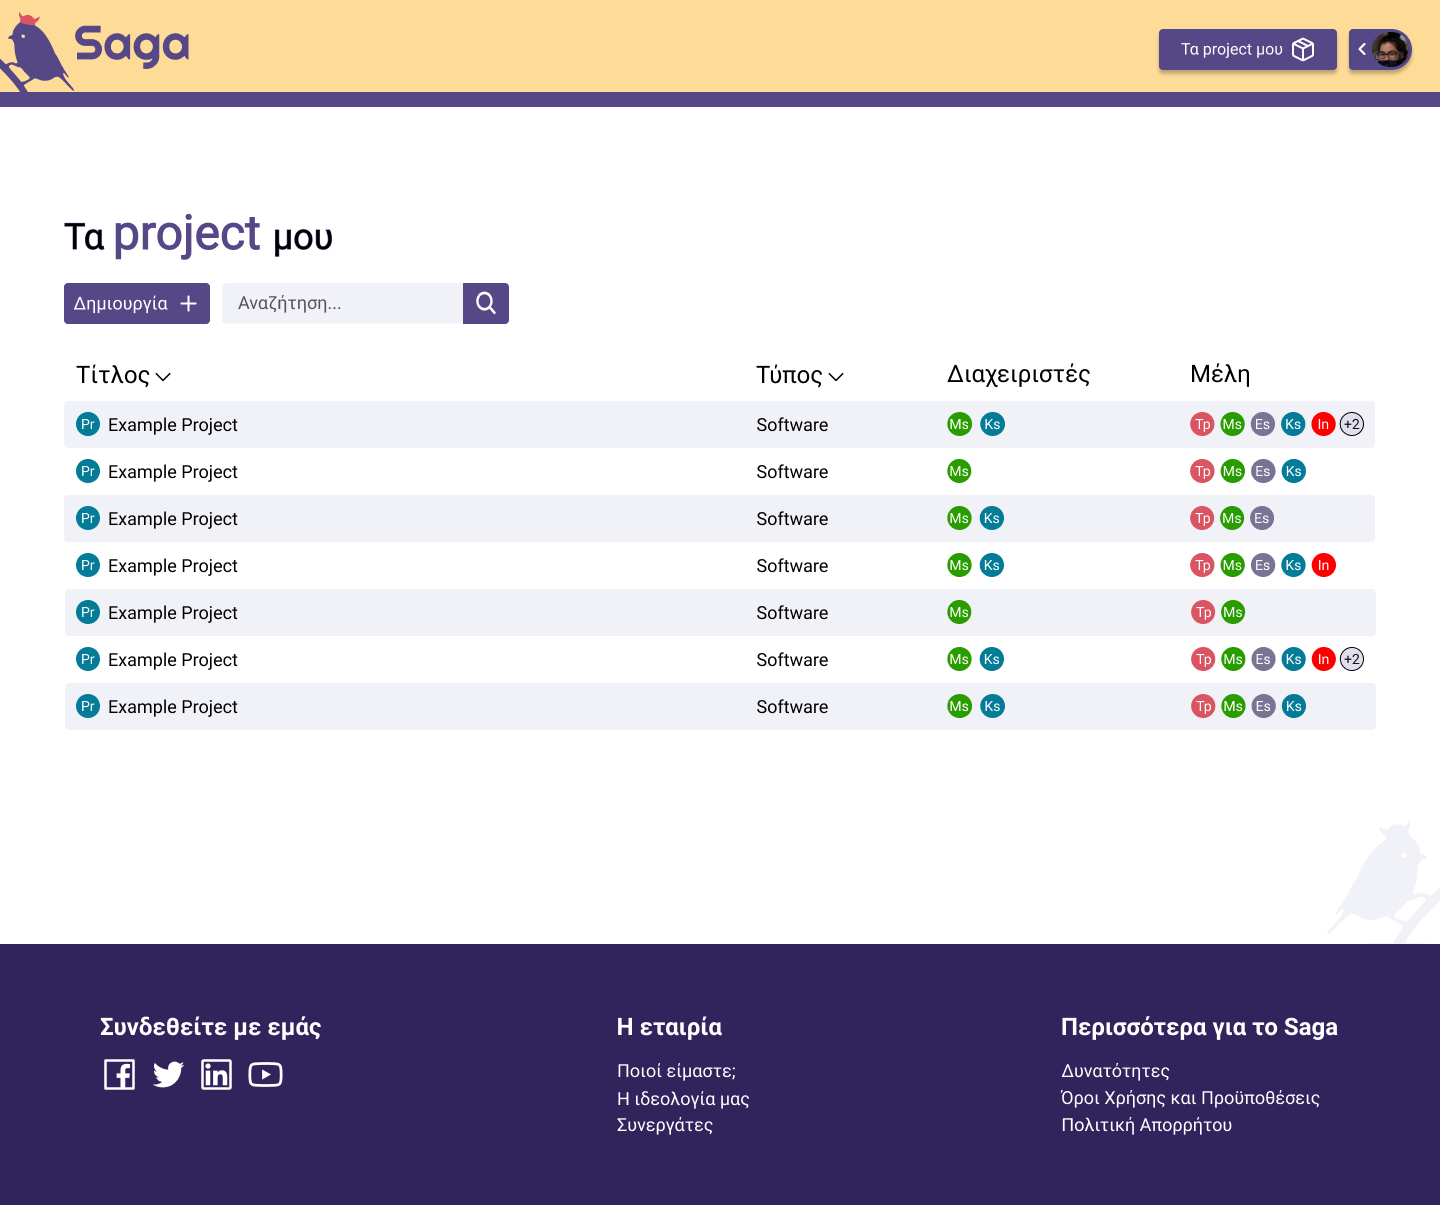 Saga
Τα project μου
Τα project μου
Δημιουργία
Αναζήτηση...
Τίτλος Τύπος Διαχειριστές Μέλη
Pr Example Project Software Ms Ks Tp Ms Es Ks In +2
Pr Example Project Software Ms Tp Ms Es Ks
Pr Example Project Software Ms Ks Tp Ms Es
Pr Example Project Software Ms Ks Tp Ms Es Ks In
Pr Example Project Software Ms Tp Ms
Pr Example Project Software Ms Ks Tp Ms Es Ks In +2
Pr Example Project Software Ms Ks Tp Ms Es Ks
Συνδεθείτε με εμάς
Η εταιρία
Ποιοί είμαστε;
Η ιδεολογία μας
Συνεργάτες
Περισσότερα για το Saga
Δυνατότητες
Όροι Χρήσης και Προϋποθέσεις
Πολιτική Απορρήτου